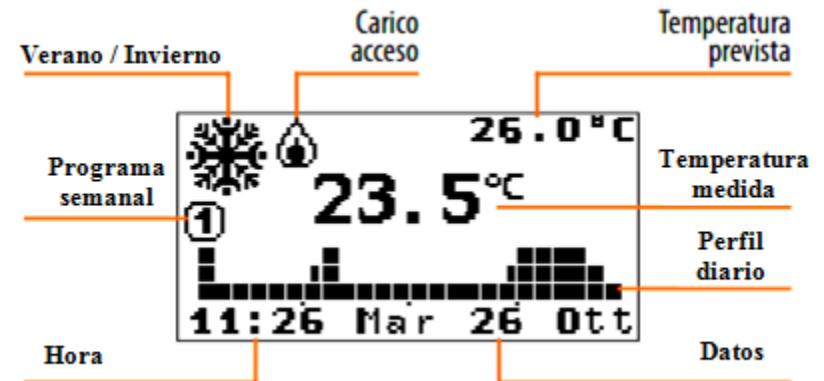 Carico
acceso
Temperatura
prevista
Verano / Invierno
26.0°C
Programa
semanal
23.5°C
Temperatura
medida
1
Perfil
diario
11:26 Mar 26 Ott
Hora
Datos